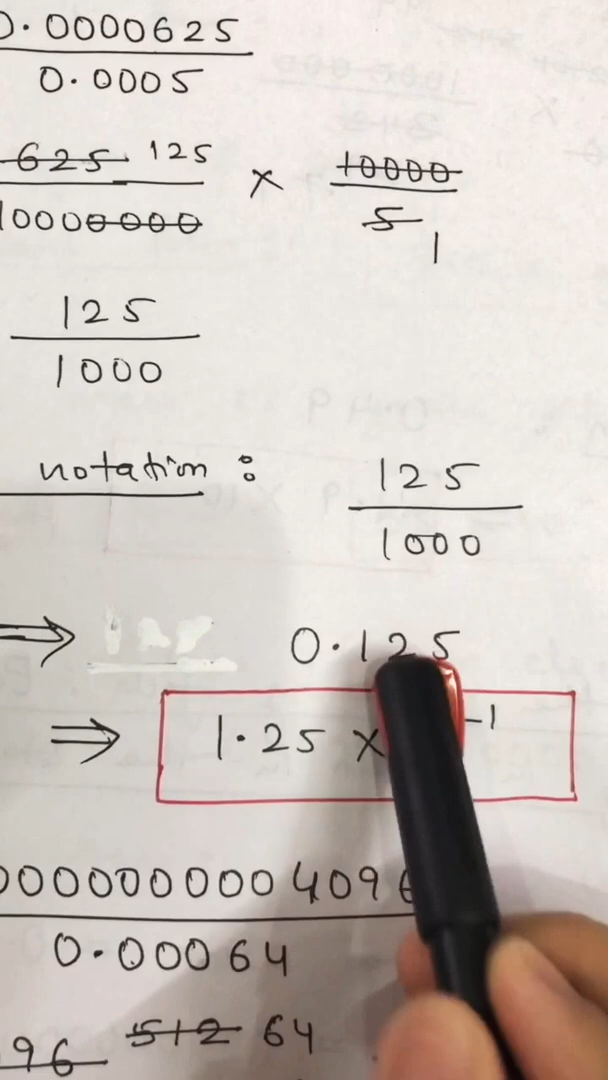 0.0000625
0.0005
625 125 × 10000
10000000 5 1
125
1000
notation : 125
1000
⇒ 0.125
⇒ 1.25 × -1
000000000409
0.00064
96 512 64